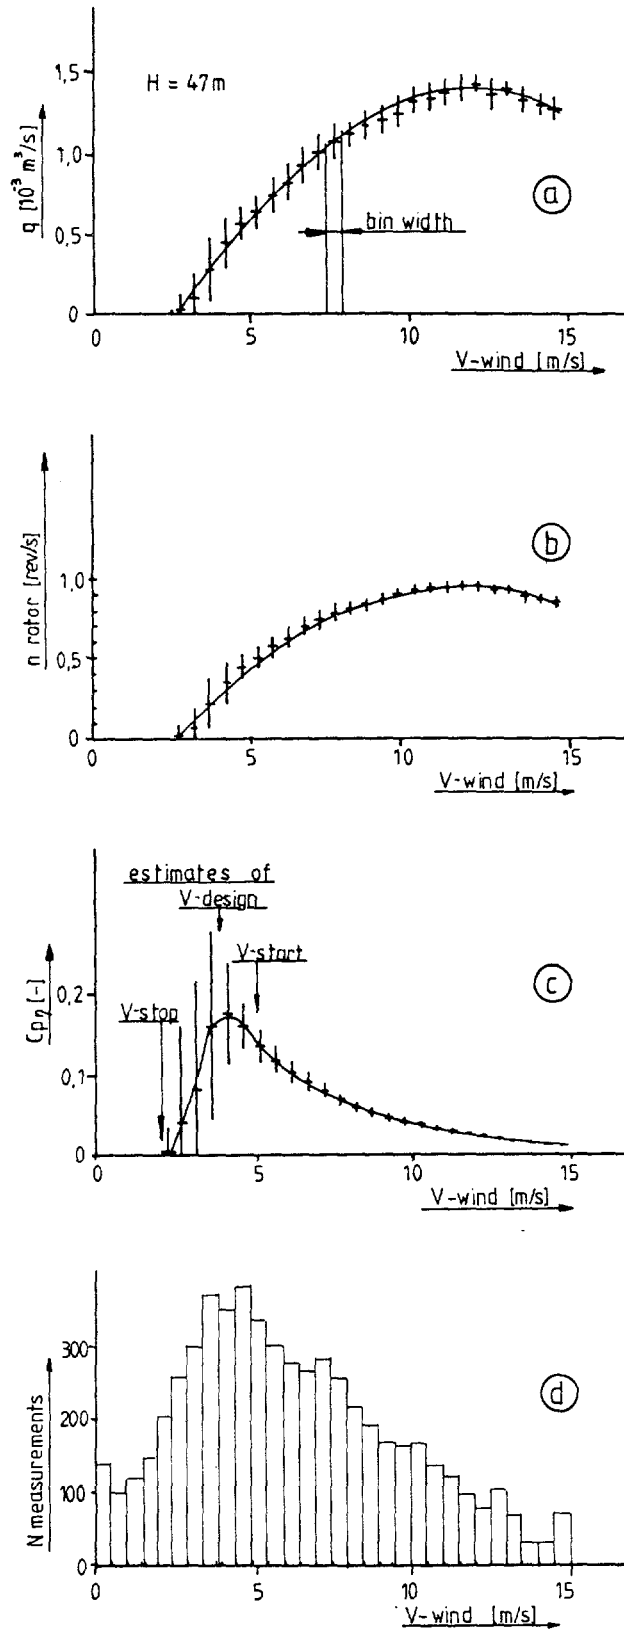 1,5
H = 47m
q [10⁻³ m³/s]
1,0
a
bin width
0,5
0
0 5 10 15
V-wind [m/s]
b
n rotor [rev/s]
1,0
0,5
0
0 5 10 15
V-wind [m/s]
estimates of
V-design
V-start
Cpη [-]
0,2
V-stop
c
0,1
0
0 5 10 15
V-wind [m/s]
N measurements
300
d
200
100
0
0 5 10 15
V-wind [m/s]